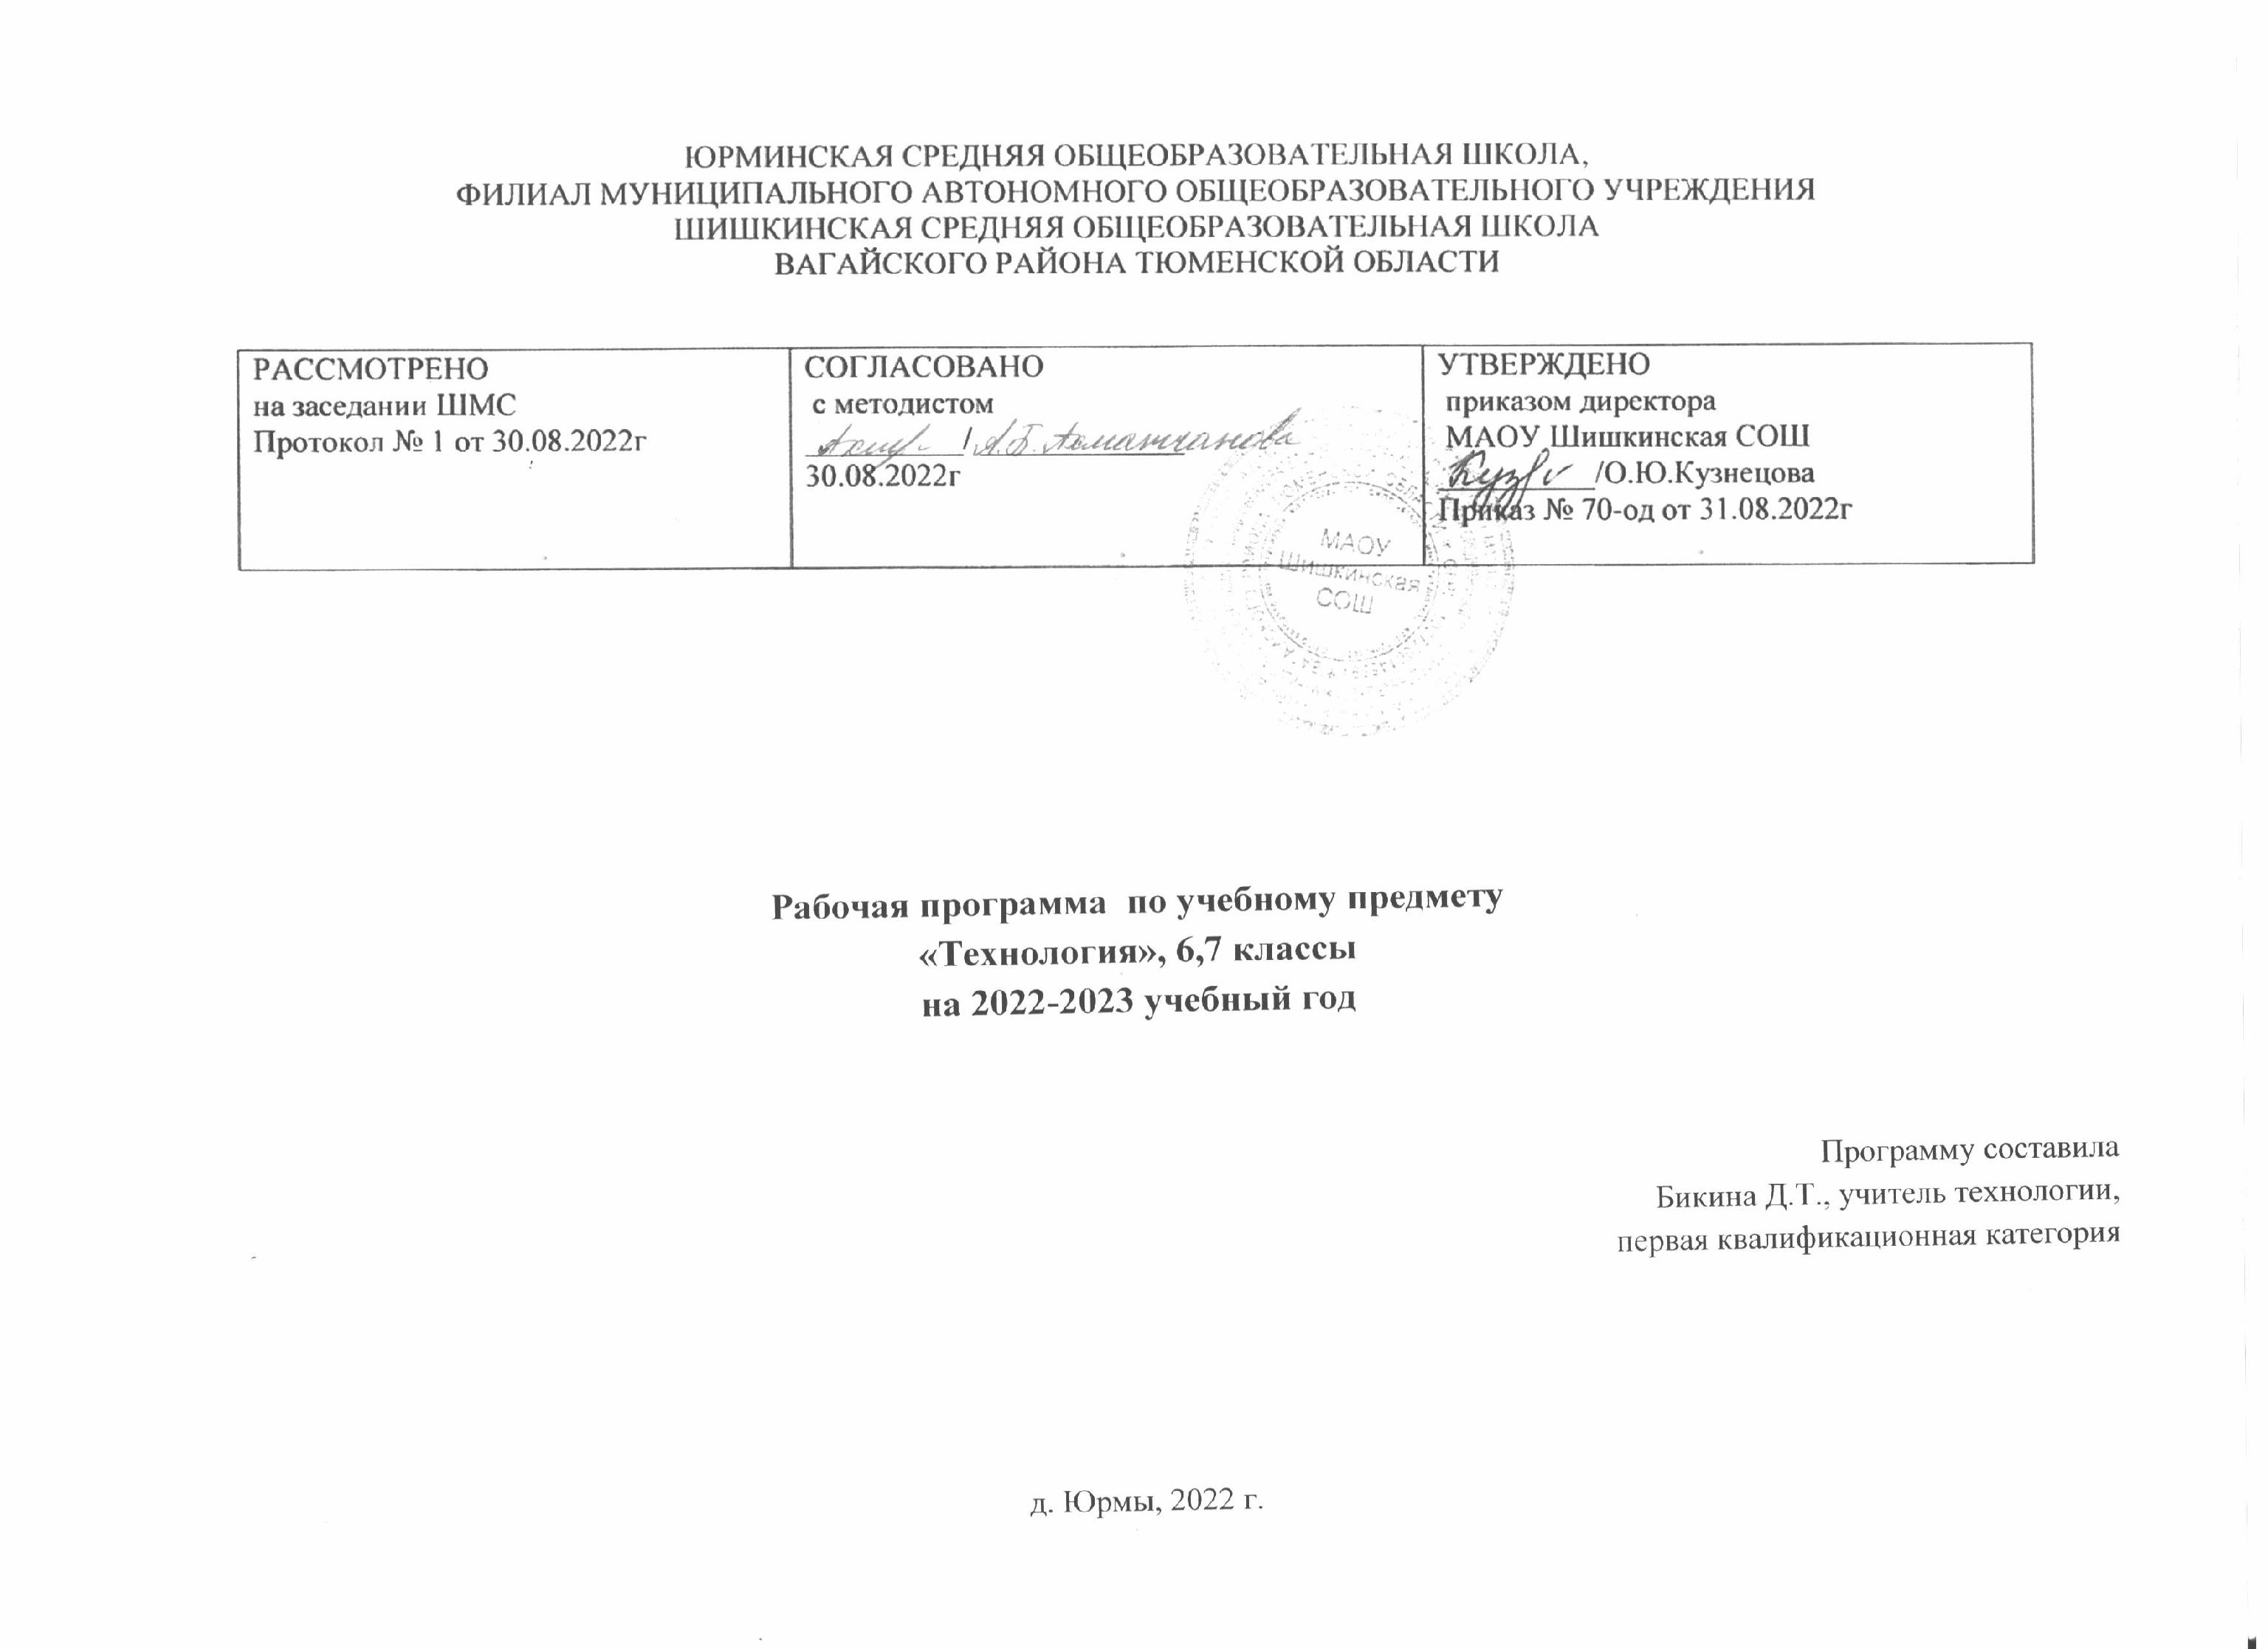 ЮРМИНСКАЯ СРЕДНЯЯ ОБЩЕОБРАЗОВАТЕЛЬНАЯ ШКОЛА,
ФИЛИАЛ МУНИЦИПАЛЬНОГО АВТОНОМНОГО ОБЩЕОБРАЗОВАТЕЛЬНОГО УЧРЕЖДЕНИЯ
ШИШКИНСКАЯ СРЕДНЯЯ ОБЩЕОБРАЗОВАТЕЛЬНАЯ ШКОЛА
ВАГАЙСКОГО РАЙОНА ТЮМЕНСКОЙ ОБЛАСТИ
РАССМОТРЕНО
на заседании ШМС
Протокол № 1 от 30.08.2022г
СОГЛАСОВАНО
с методистом
/ А.Б.
30.08.2022г
УТВЕРЖДЕНО
приказом директора
МАОУ Шишкинская СОШ
/О.Ю.Кузнецова
Приказ № 70-од от 31.08.2022г
МАОУ
Шишкинская
СОШ
Рабочая программа по учебному предмету
«Технология», 6,7 классы
на 2022-2023 учебный год
Программу составила
Бикина Д.Т., учитель технологии,
первая квалификационная категория
д. Юрмы, 2022 г.